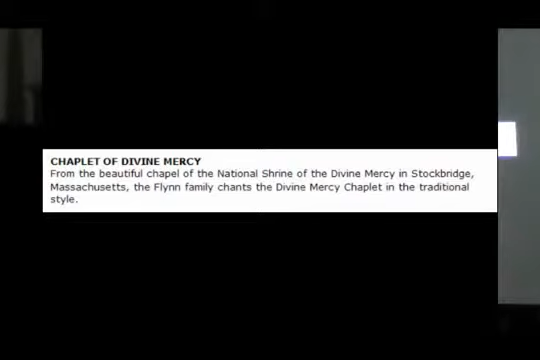 CHAPLET OF DIVINE MERCY
From the beautiful chapel of the National Shrine of the Divine Mercy in Stockbridge,
Massachusetts, the Flynn family chants the Divine Mercy Chaplet in the traditional
style.